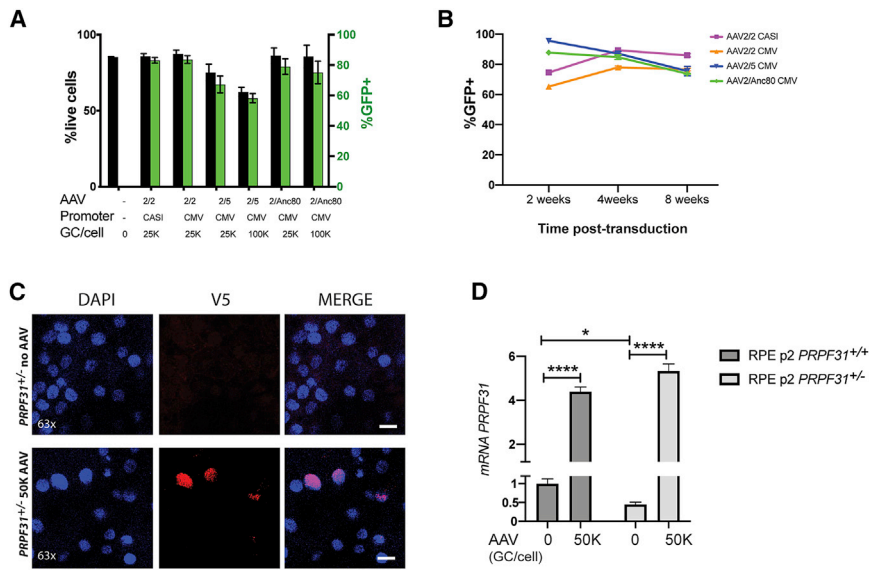 A
%live cells
100
50
0
100
80
60
40
20
0
%GFP+
AAV - 2/2 2/2 2/5 2/5 2/Anc80 2/Anc80
Promoter - CASI CMV CMV CMV CMV CMV
GC/cell 0 25K 25K 25K 100K 25K 100K
B
%GFP+
100
80
60
40
20
0
2 weeks 4weeks 8 weeks
Time post-transduction
AAV2/2 CASI
AAV2/2 CMV
AAV2/5 CMV
AAV2/Anc80 CMV
C
DAPI V5 MERGE
PRPF31+/- no AAV
63x
PRPF31+/- 50K AAV
63x
D
mRNA PRPF31
6
4
2
1
0.5
0
*
**** ****
AAV 0 50K 0 50K
(GC/cell)
RPE p2 PRPF31+/+
RPE p2 PRPF31+/-